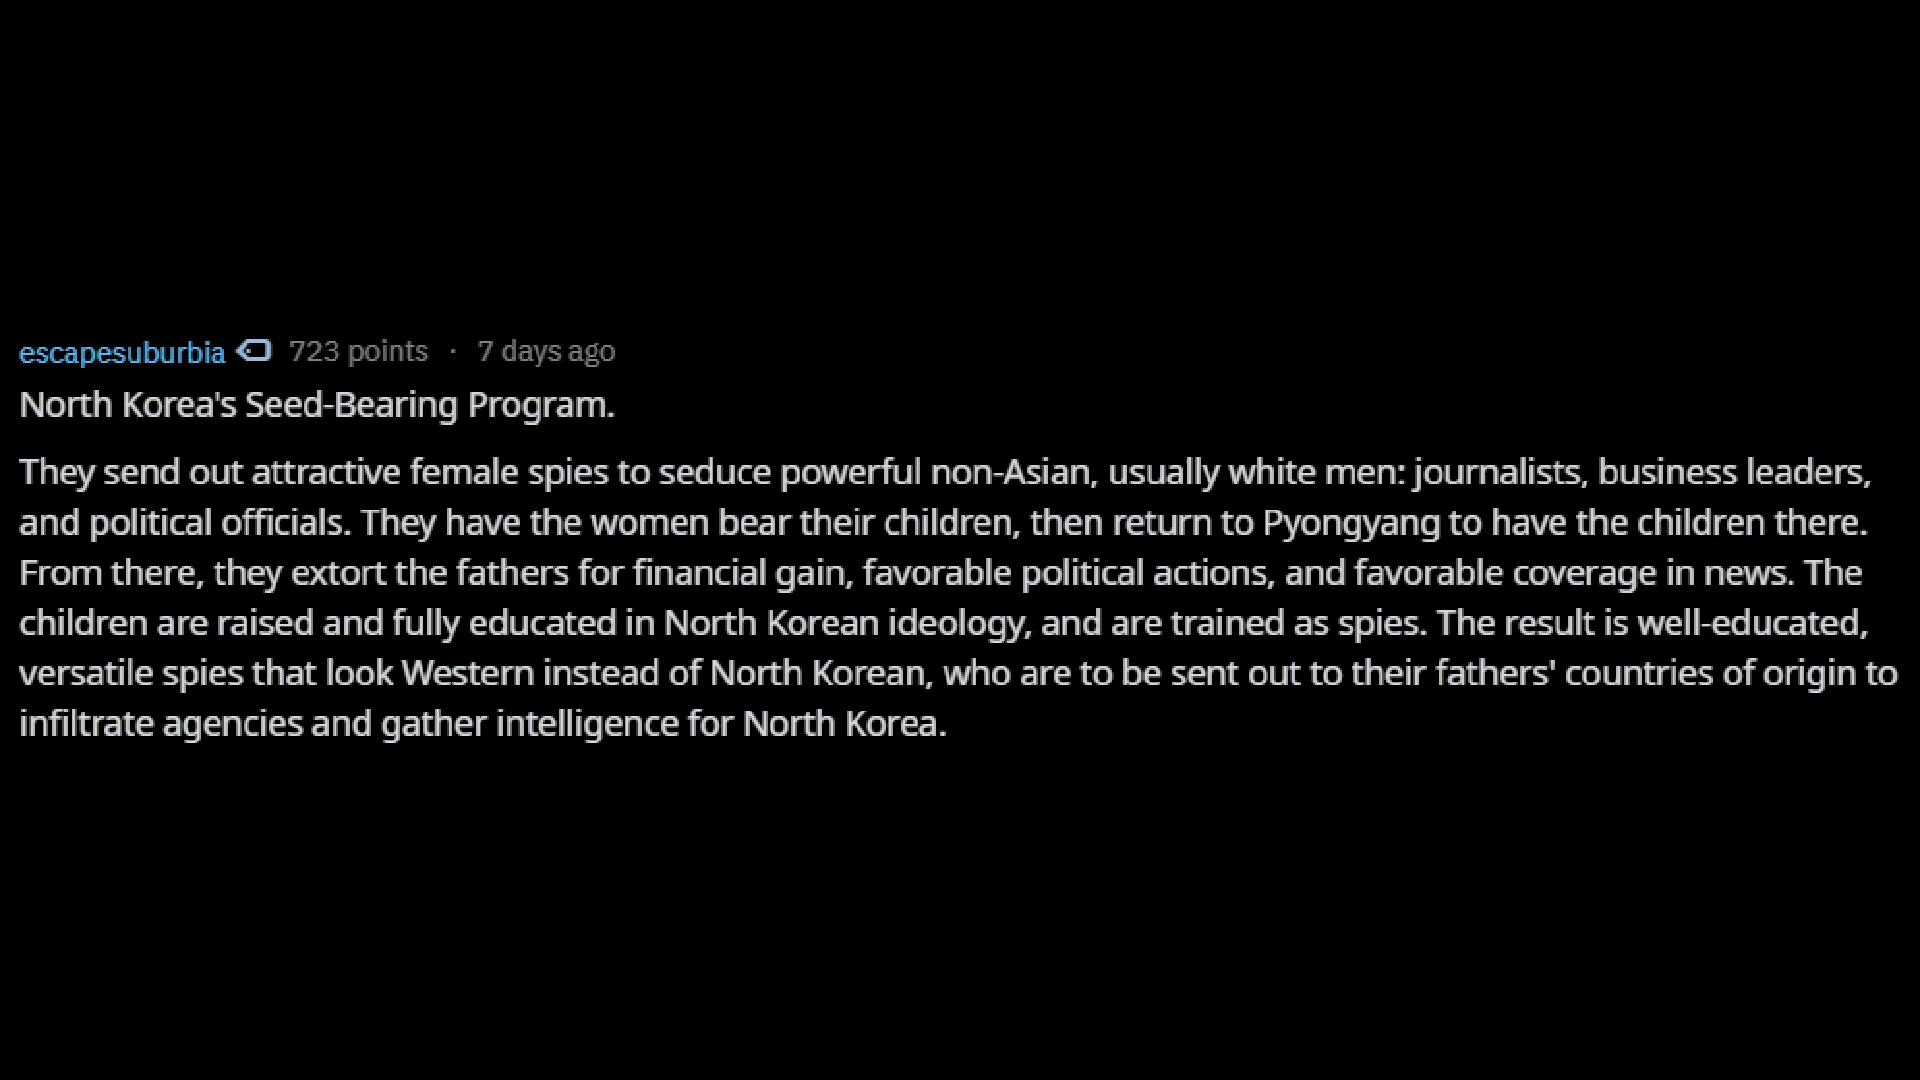 escapesuburbia 723 points · 7 days ago
North Korea's Seed-Bearing Program.
They send out attractive female spies to seduce powerful non-Asian, usually white men: journalists, business leaders,
and political officials. They have the women bear their children, then return to Pyongyang to have the children there.
From there, they extort the fathers for financial gain, favorable political actions, and favorable coverage in news. The
children are raised and fully educated in North Korean ideology, and are trained as spies. The result is well-educated,
versatile spies that look Western instead of North Korean, who are to be sent out to their fathers' countries of origin to
infiltrate agencies and gather intelligence for North Korea.